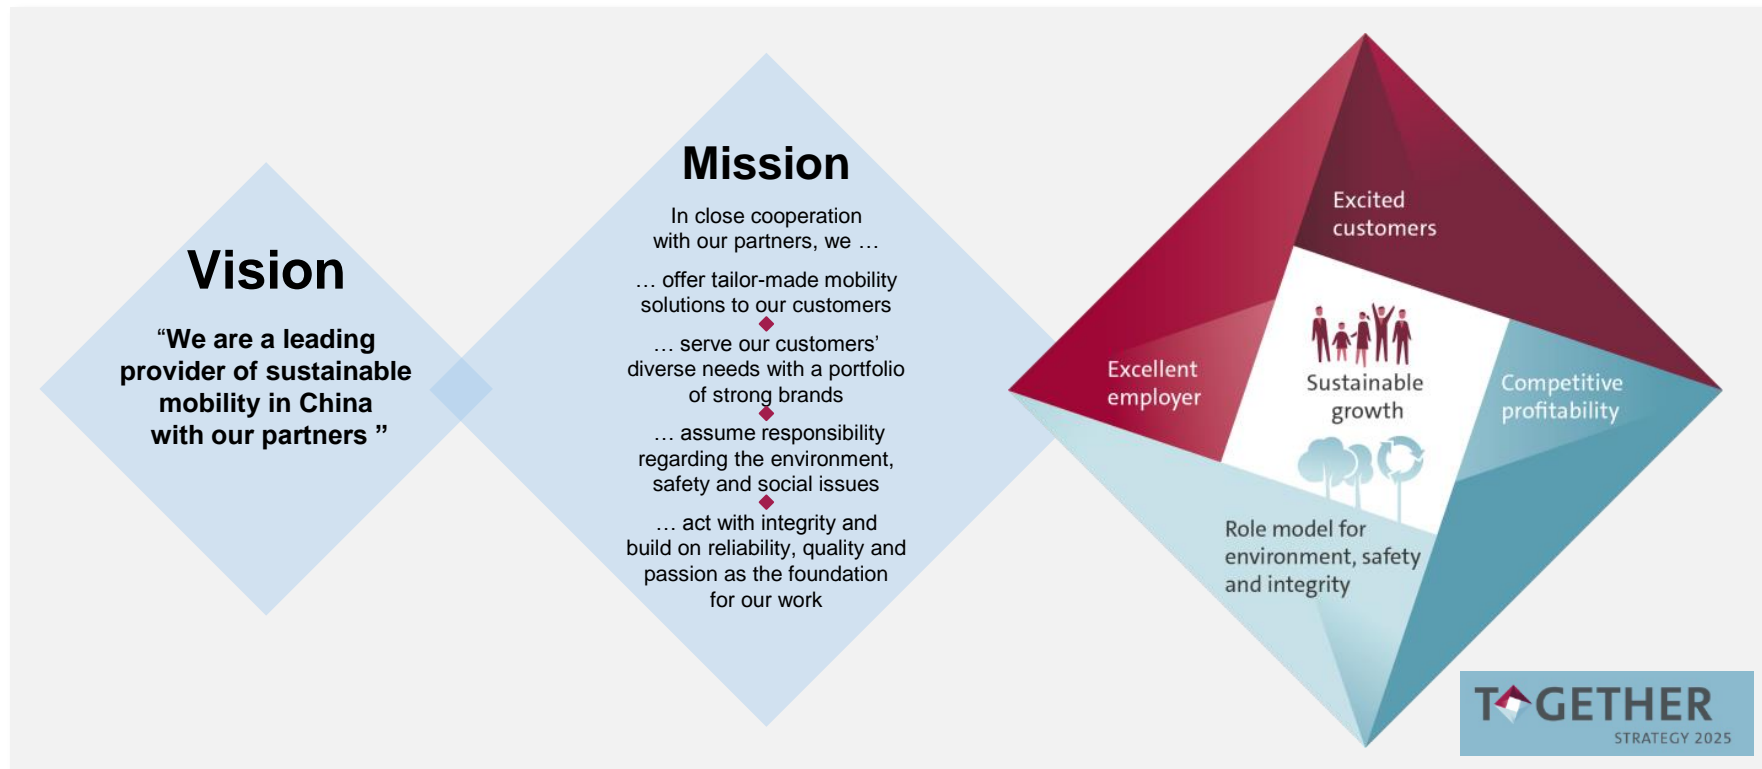 Vision
“We are a leading
provider of sustainable
mobility in China
with our partners ”
Mission
In close cooperation
with our partners, we …
… offer tailor-made mobility
solutions to our customers
… serve our customers’
diverse needs with a portfolio
of strong brands
… assume responsibility
regarding the environment,
safety and social issues
… act with integrity and
build on reliability, quality and
passion as the foundation
for our work
Excited
customers
Excellent
employer
Sustainable
growth
Competitive
profitability
Role model for
environment, safety
and integrity
TOGETHER
STRATEGY 2025